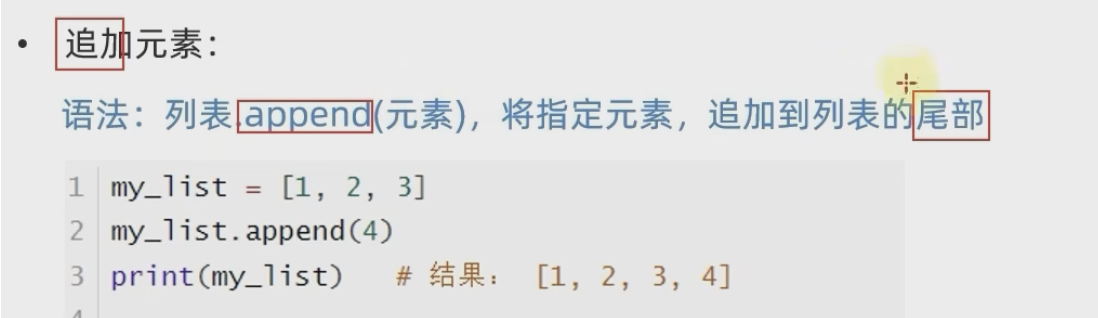 • 追加元素：
语法：列表.append(元素)，将指定元素，追加到列表的尾部
1 my_list = [1, 2, 3]
2 my_list.append(4)
3 print(my_list)   # 结果： [1, 2, 3, 4]